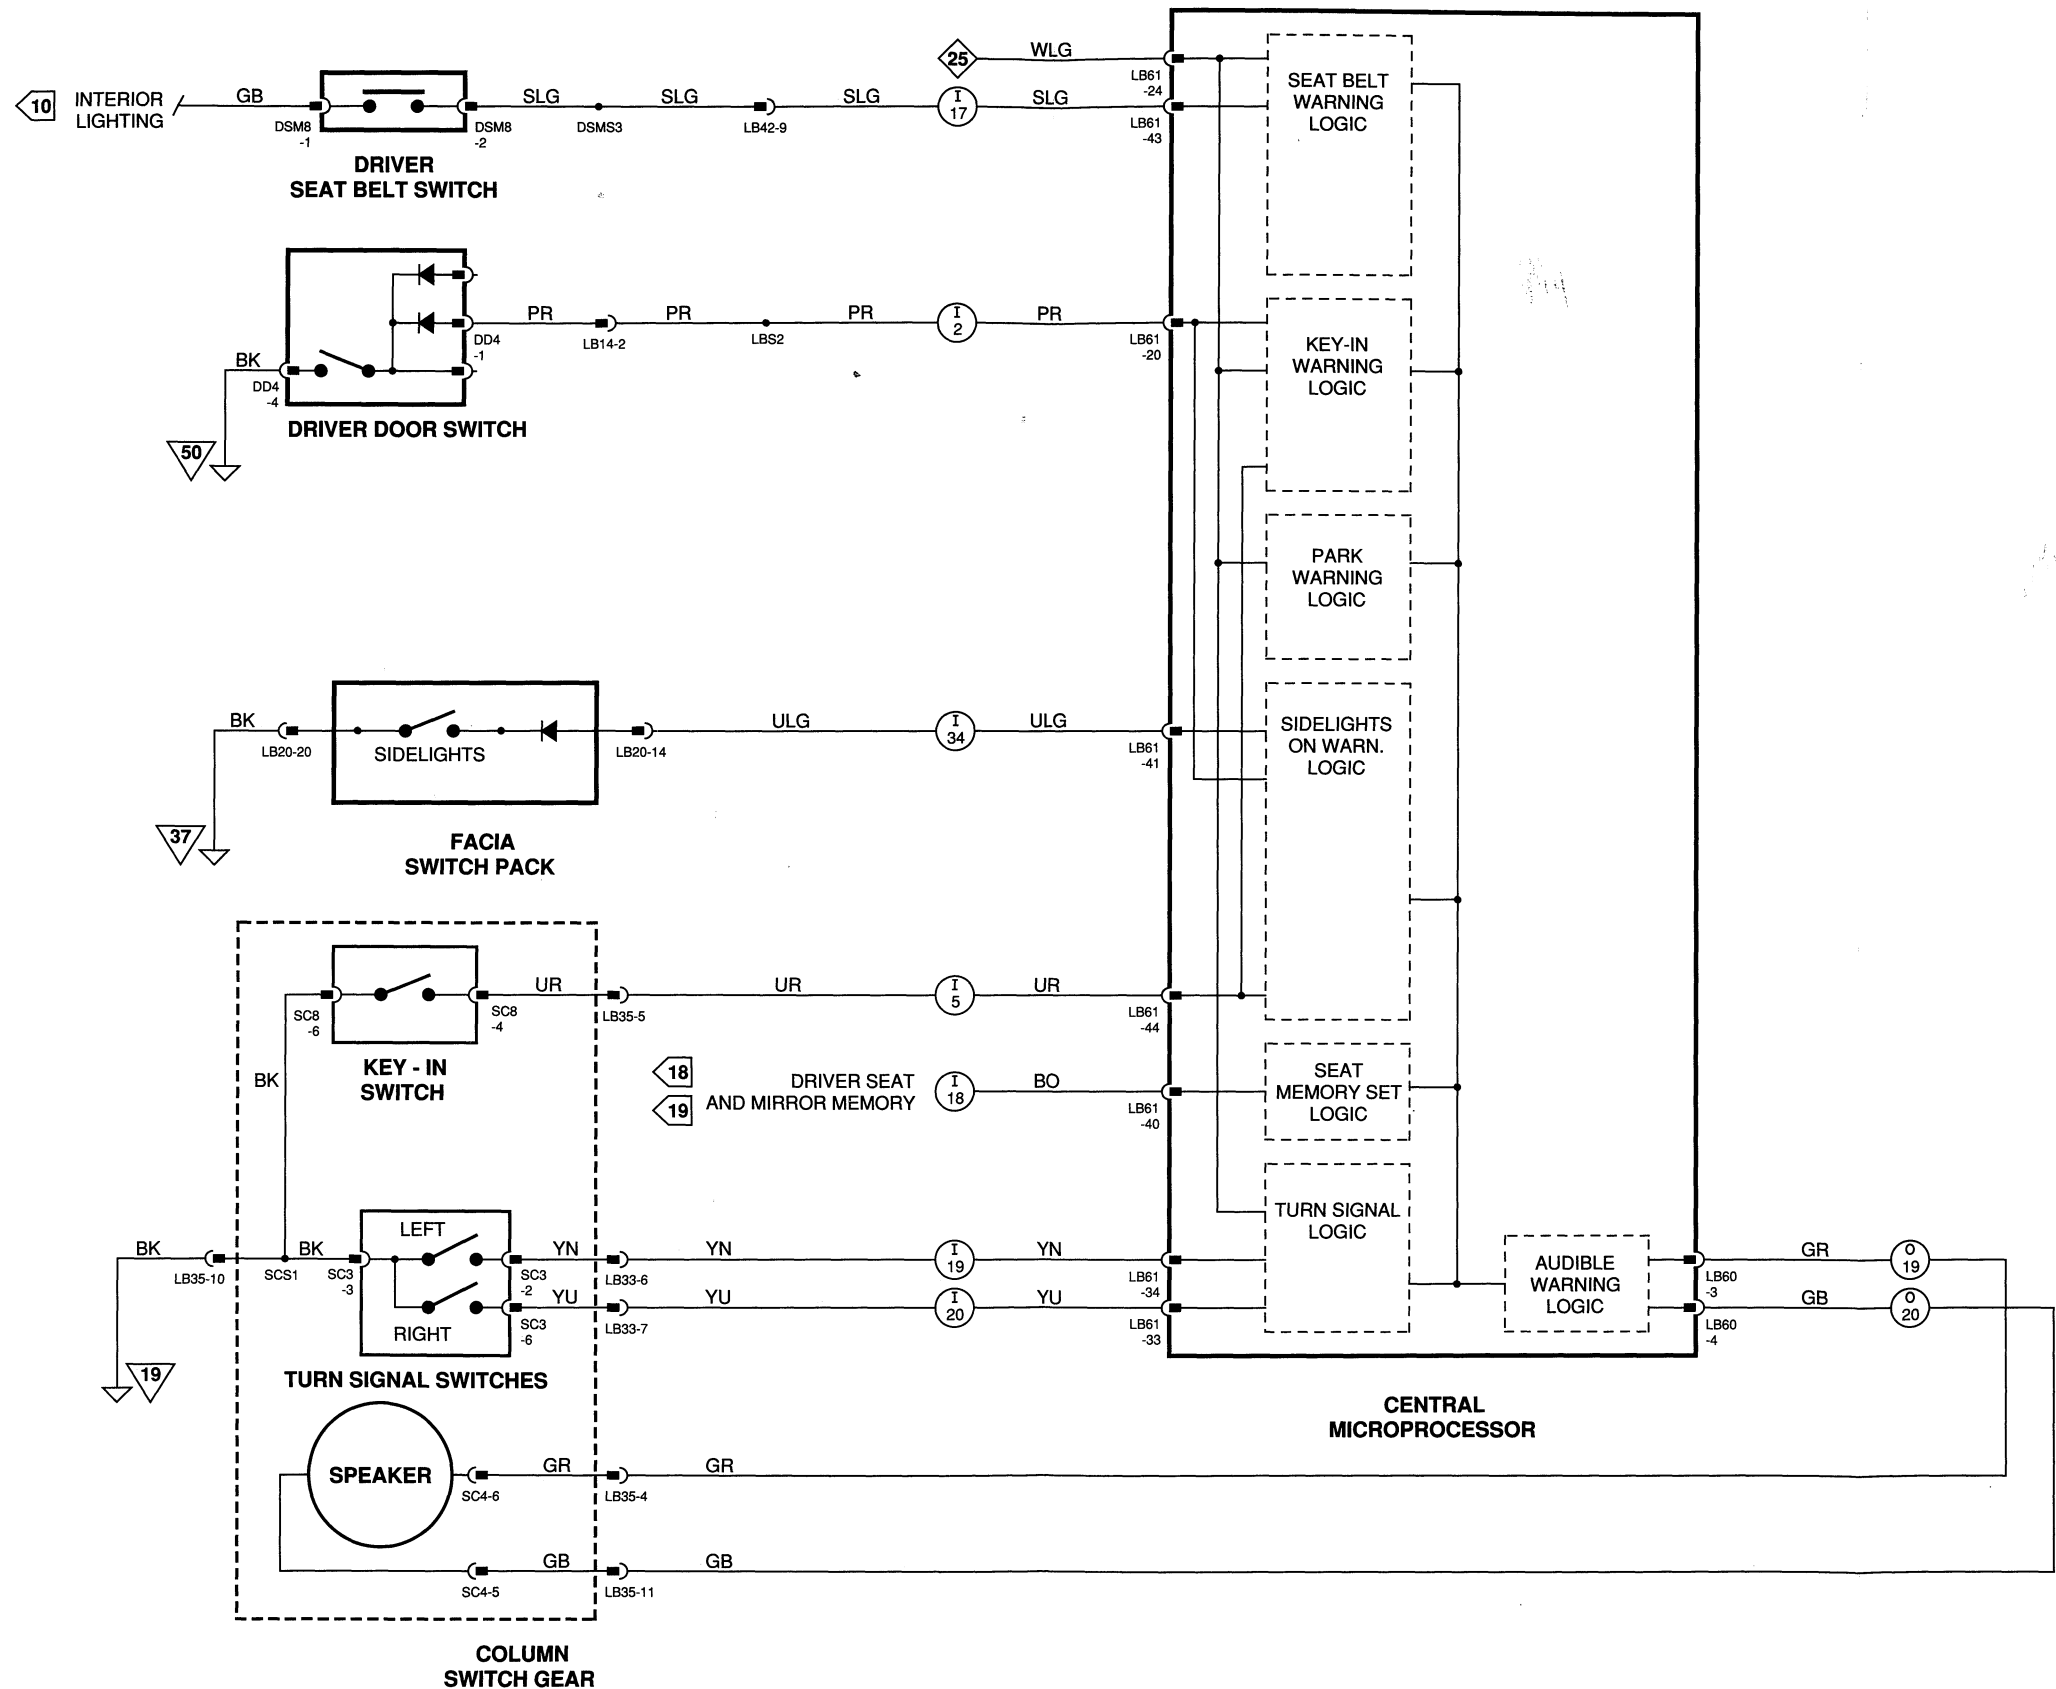 25
WLG
LB61
-24
10
INTERIOR
LIGHTING
GB
DSM8
-1
DSM8
-2
SLG
DSMS3
SLG
LB42-9
SLG
I
17
SLG
LB61
-43
DRIVER
SEAT BELT SWITCH
SEAT BELT
WARNING
LOGIC
BK
DD4
-4
DD4
-1
PR
LB14-2
PR
LBS2
PR
I
2
PR
LB61
-20
DRIVER DOOR SWITCH
50
KEY-IN
WARNING
LOGIC
PARK
WARNING
LOGIC
BK
LB20-20
SIDELIGHTS
LB20-14
ULG
I
34
ULG
LB61
-41
SIDELIGHTS
ON WARN.
LOGIC
37
FACIA
SWITCH PACK
SC8
-6
SC8
-4
UR
LB35-5
UR
I
5
UR
LB61
-44
KEY - IN
SWITCH
BK
18
19
DRIVER SEAT
AND MIRROR MEMORY
I
18
BO
LB61
-40
SEAT
MEMORY SET
LOGIC
BK
LB35-10
SCS1
BK
SC3
-3
LEFT
RIGHT
SC3
-2
YN
LB33-6
YN
I
19
YN
LB61
-34
SC3
-6
YU
LB33-7
YU
I
20
YU
LB61
-33
TURN SIGNAL
LOGIC
AUDIBLE
WARNING
LOGIC
LB60
-3
GR
O
19
LB60
-4
GB
O
20
19
TURN SIGNAL SWITCHES
CENTRAL
MICROPROCESSOR
SPEAKER
SC4-6
GR
LB35-4
GR
SC4-5
GB
LB35-11
GB
COLUMN
SWITCH GEAR